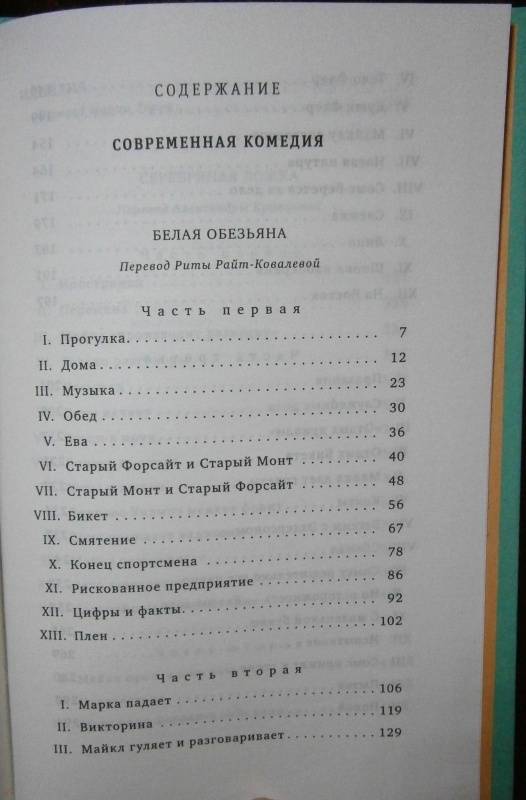 СОДЕРЖАНИЕ
СОВРЕМЕННАЯ КОМЕДИЯ
БЕЛАЯ ОБЕЗЬЯНА
Перевод Риты Райт-Ковалевой
Часть первая
I. Прогулка. 7
II. Дома 12
III. Музыка 23
IV. Обед 30
V. Ева 36
VI. Старый Форсайт и Старый Монт 40
VII. Старый Монт и Старый Форсайт 48
VIII. Бикет 56
IX. Смятение 67
X. Конец спортсмена 78
XI. Рискованное предприятие 86
XII. Цифры и факты 92
XIII. Плен 102
Часть вторая
I. Марка падает 106
II. Викторина 119
III. Майкл гуляет и разговаривает 129